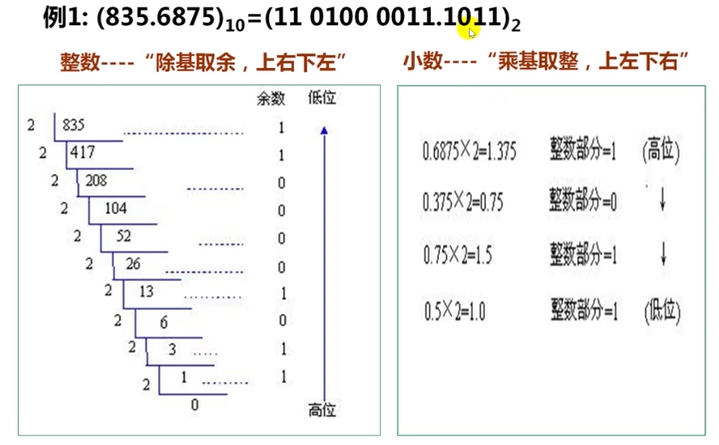 例1: (835.6875)10=(11 0100 0011.1011)2
整数----“除基取余，上右下左”
小数----“乘基取整，上左下右”
余数 低位
2 835 1
2 417 1
2 208 0
2 104 0
2 52 0
2 26 0
2 13 1
2 6 0
2 3 1
2 1 1
0
高位
0.6875×2=1.375 整数部分=1 (高位)
0.375×2=0.75 整数部分=0 ↓
0.75×2=1.5 整数部分=1 ↓
0.5×2=1.0 整数部分=1 (低位)